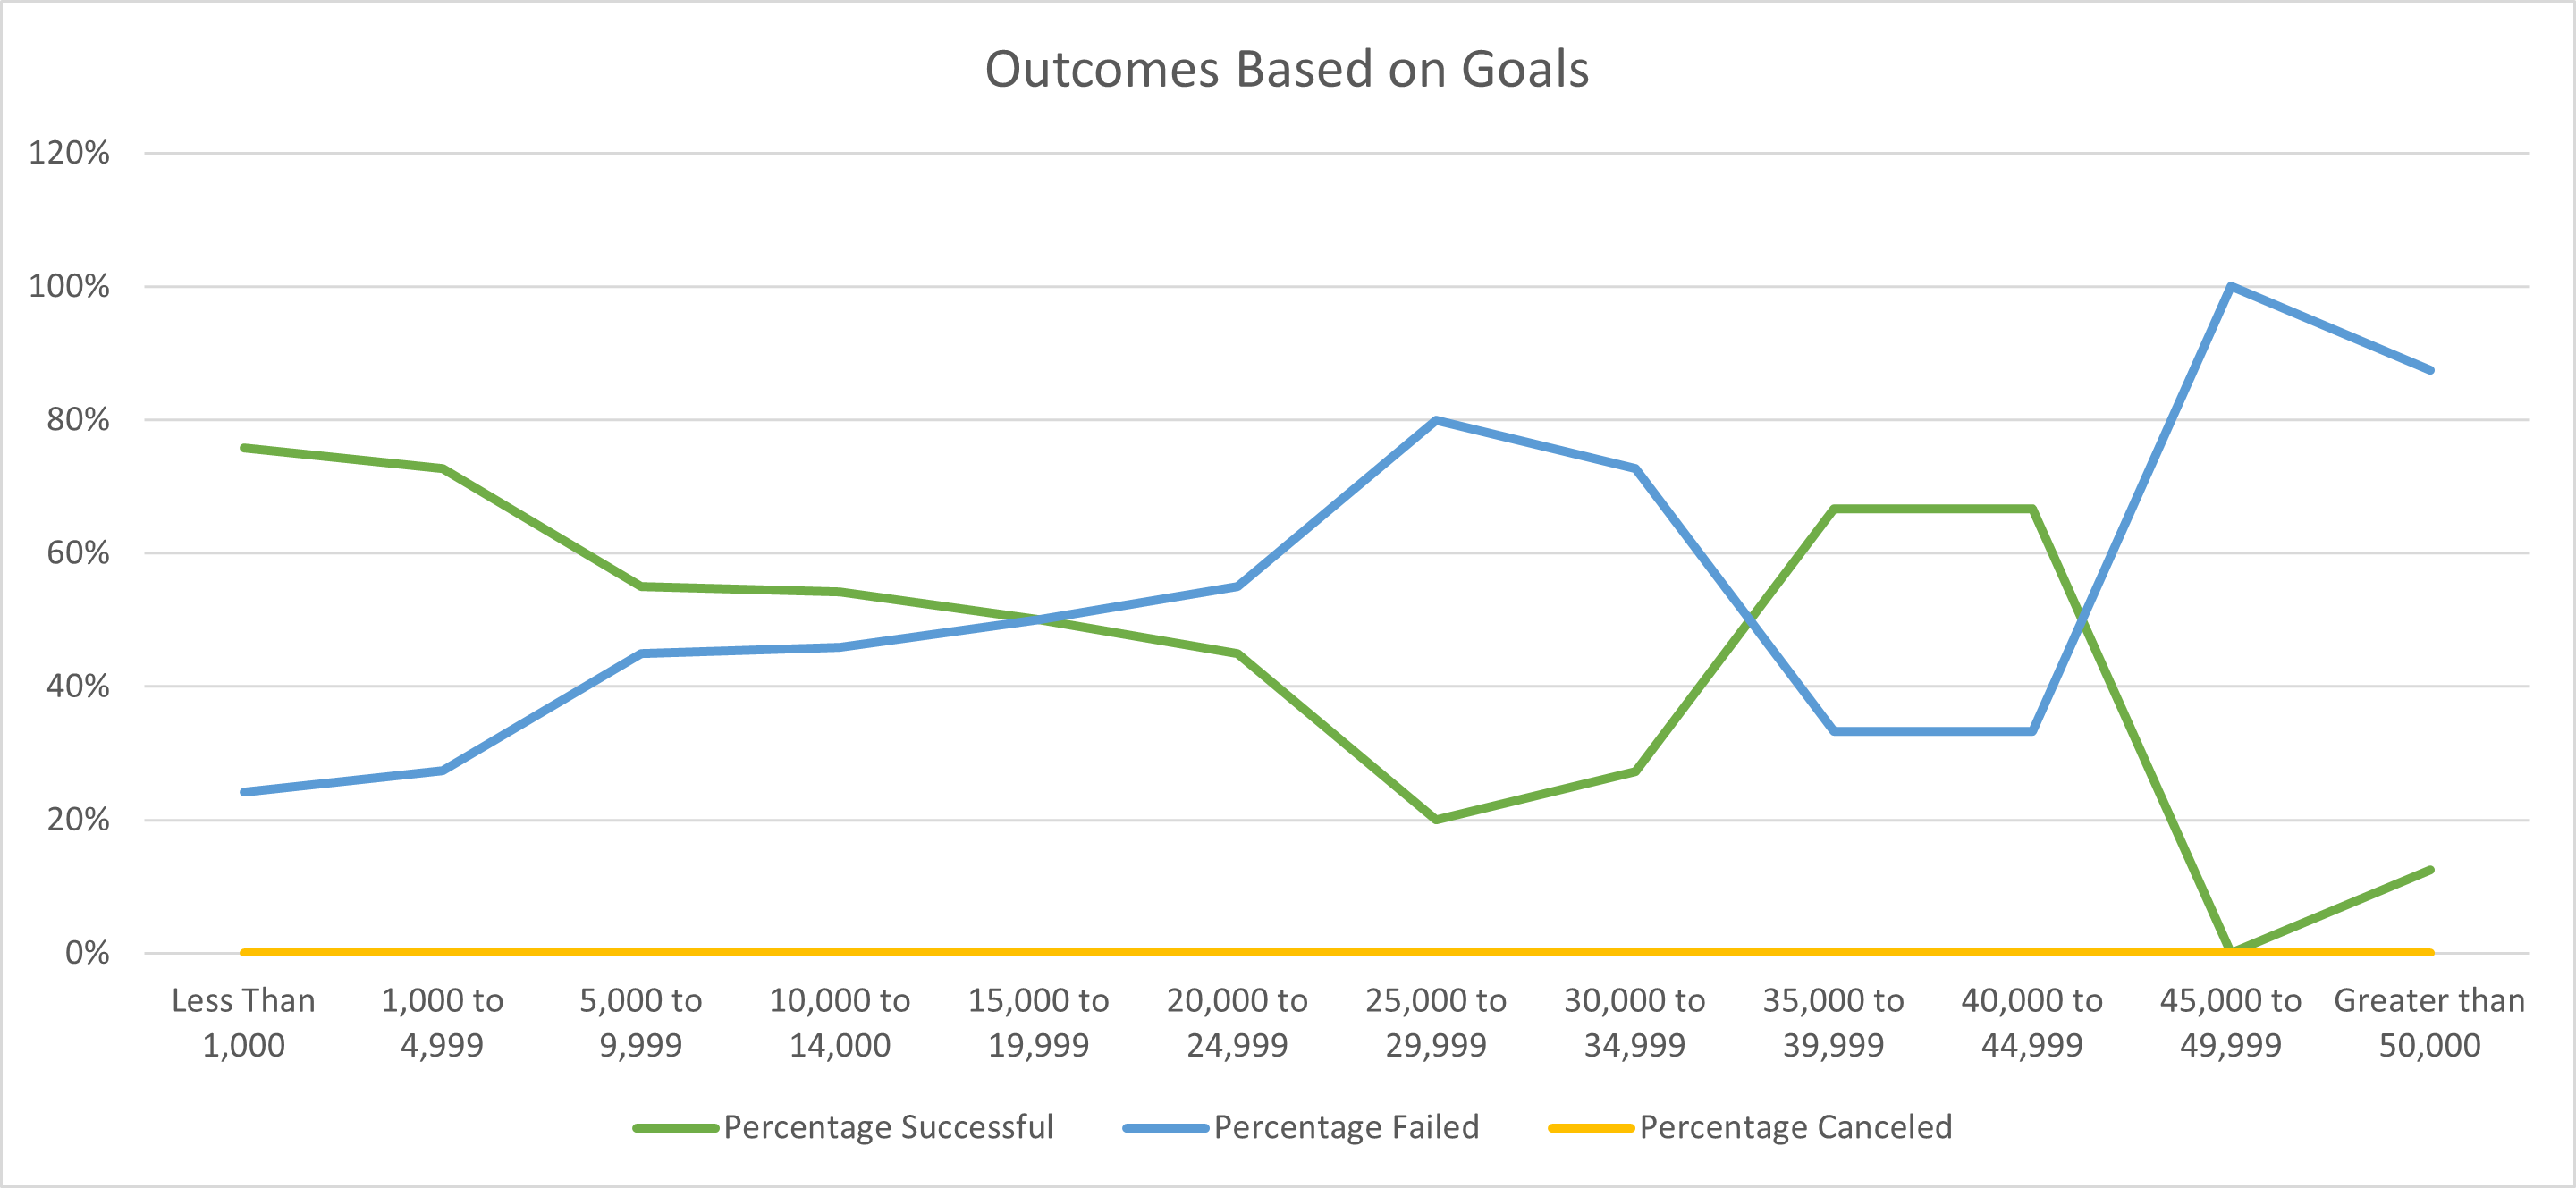 Outcomes Based on Goals
120%
100%
80%
60%
40%
20%
0%
Less Than
1,000
1,000 to
4,999
5,000 to
9,999
10,000 to
14,000
15,000 to
19,999
20,000 to
24,999
25,000 to
29,999
30,000 to
34,999
35,000 to
39,999
40,000 to
44,999
45,000 to
49,999
Greater than
50,000
Percentage Successful
Percentage Failed
Percentage Canceled